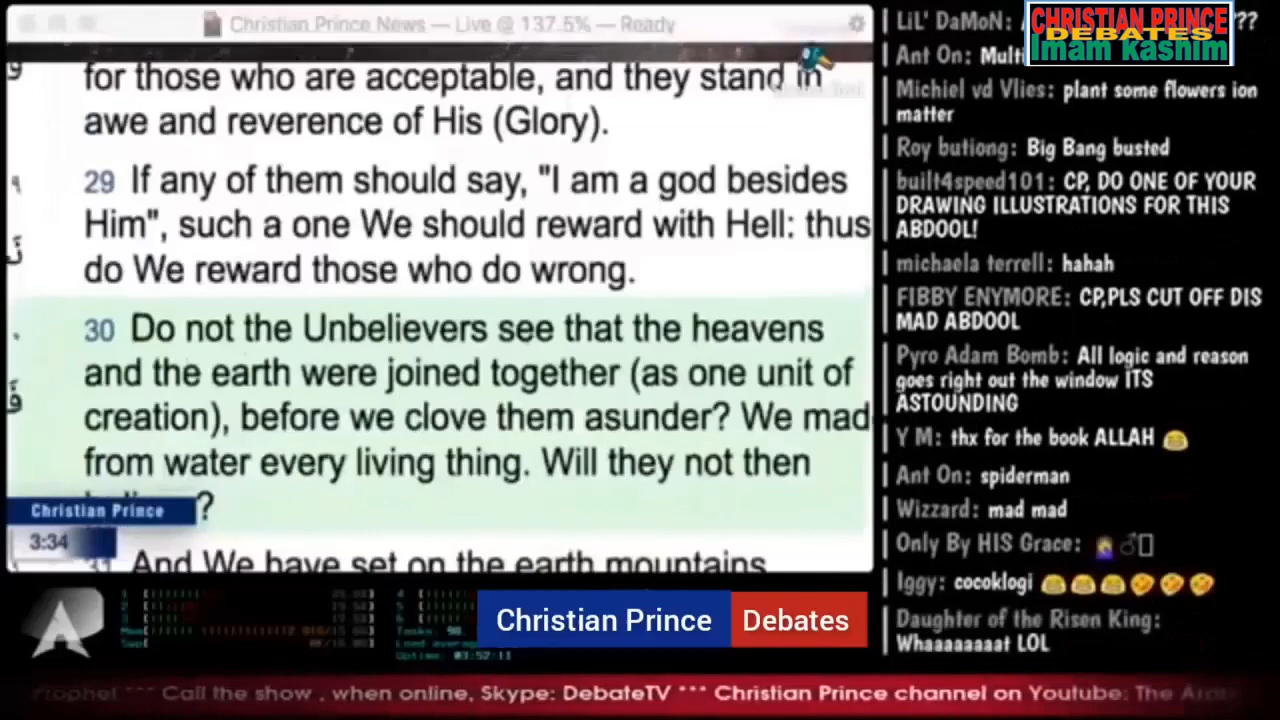 Christian Prince News — Live @ 137.5% — Ready
for those who are acceptable, and they stand in
awe and reverence of His (Glory).
29 If any of them should say, "I am a god besides
Him", such a one We should reward with Hell: thus
do We reward those who do wrong.
30 Do not the Unbelievers see that the heavens
and the earth were joined together (as one unit of
creation), before we clove them asunder? We mad
from water every living thing. Will they not then
?
Christian Prince
3:34
31 And We have set on the earth mountains
Christian Prince Debates
Uptime: 03:52:11
LiL' DaMoN: ???
CHRISTIAN PRINCE
DEBATES
Imam kashim
Ant On: Mult
Michiel vd Vlies: plant some flowers ion
matter
Roy butiong: Big Bang busted
built4speed101: CP, DO ONE OF YOUR
DRAWING ILLUSTRATIONS FOR THIS
ABDOOL!
michaela terrell: hahah
FIBBY ENYMORE: CP,PLS CUT OFF DIS
MAD ABDOOL
Pyro Adam Bomb: All logic and reason
goes right out the window ITS
ASTOUNDING
Y M: thx for the book ALLAH 😂
Ant On: spiderman
Wizzard: mad mad
Only By HIS Grace:
Iggy: cocoklogi 😂😂😂🤣🤣🤣
Daughter of the Risen King:
Whaaaaaaat LOL
Prophet *** Call the show , when online, Skype: DebateTV *** Christian Prince channel on Youtube: The